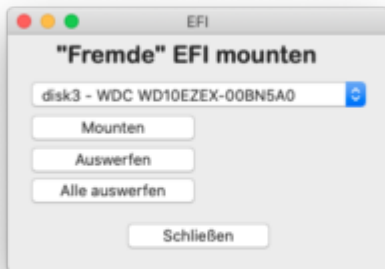 EFI
"Fremde" EFI mounten
disk3 - WDC WD10EZEX-00BN5A0
Mounten
Auswerfen
Alle auswerfen
Schließen